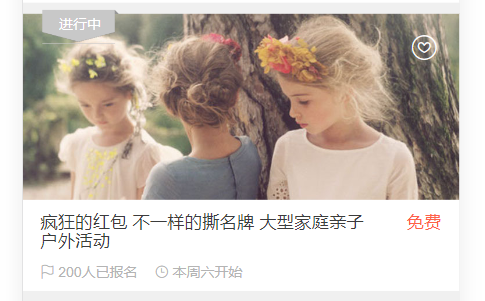 进行中
疯狂的红包 不一样的撕名牌 大型家庭亲子
户外活动
免费
200人已报名 本周六开始